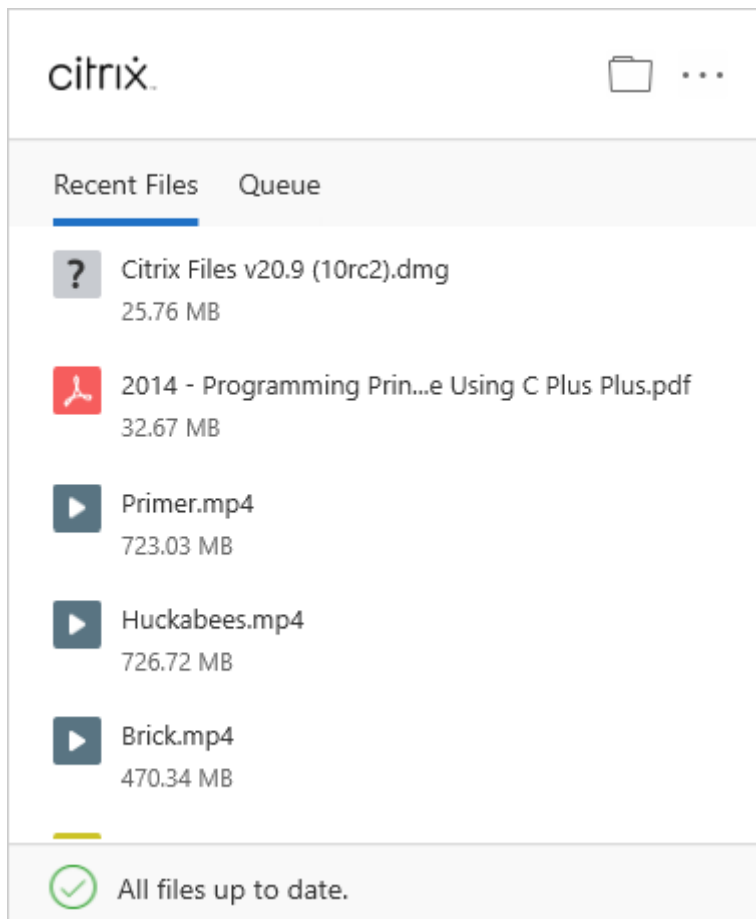 citrix
Recent Files Queue
Citrix Files v20.9 (10rc2).dmg
25.76 MB
2014 - Programming Prin...e Using C Plus Plus.pdf
32.67 MB
Primer.mp4
723.03 MB
Huckabees.mp4
726.72 MB
Brick.mp4
470.34 MB
All files up to date.